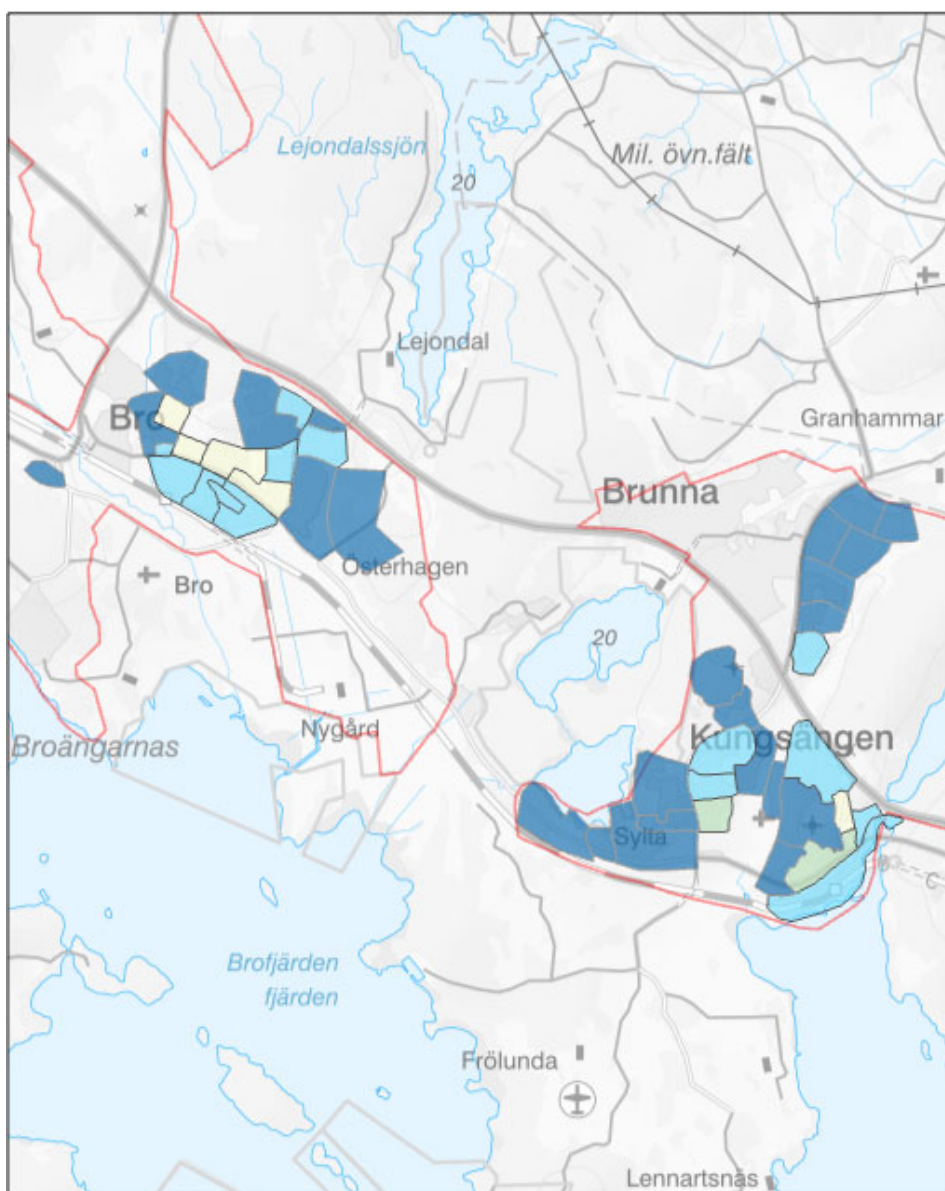 Lejondalssjön
Mil. övn.fält
20
Lejondal
Granhammar
Bro
Brunna
Österhagen
Bro
20
Nygård
Broängarnas
Kungsängen
Sylta
B
C
Brofjärden
fjärden
Frölunda
Lennartsnäs